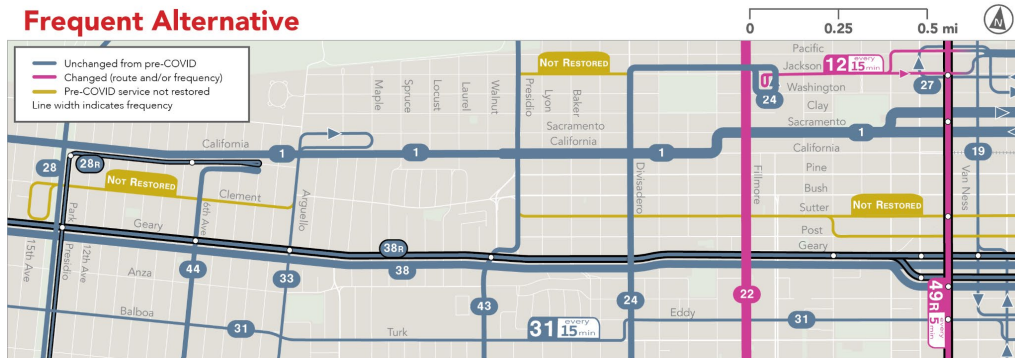 Frequent Alternative
0
0.25
0.5 mi
N
Unchanged from pre-COVID
Changed (route and/or frequency)
Pre-COVID service not restored
Line width indicates frequency
NOT RESTORED
Pacific
Jackson
12 every 15 min
Washington
24
27
Clay
Sacramento
1
California
Pine
Bush
Sutter
Post
Geary
NOT RESTORED
Maple
Spruce
Locust
Laurel
Walnut
Presidio
Lyon
Baker
Sacramento
California
California
1
1
1
28
28R
NOT RESTORED
Clement
Arguello
6th Ave
Park
Presidio
12th Ave
15th Ave
Geary
38R
38
Divisadero
Fillmore
Van Ness
19
44
33
43
24
22
Anza
Balboa
31
Turk
31 every 15 min
Eddy
31
49R 5 min